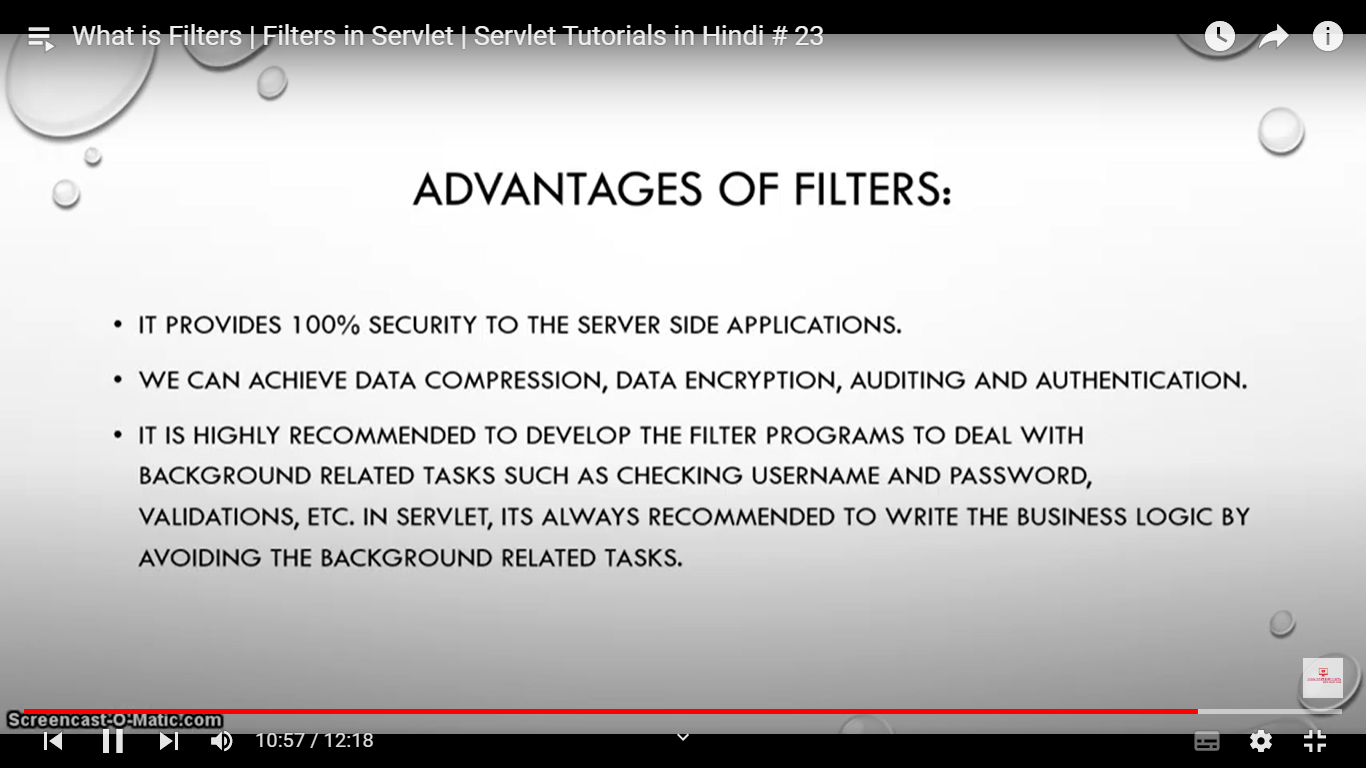 What is Filters | Filters in Servlet | Servlet Tutorials in Hindi # 23
ADVANTAGES OF FILTERS:
• IT PROVIDES 100% SECURITY TO THE SERVER SIDE APPLICATIONS.
• WE CAN ACHIEVE DATA COMPRESSION, DATA ENCRYPTION, AUDITING AND AUTHENTICATION.
• IT IS HIGHLY RECOMMENDED TO DEVELOP THE FILTER PROGRAMS TO DEAL WITH
BACKGROUND RELATED TASKS SUCH AS CHECKING USERNAME AND PASSWORD,
VALIDATIONS, ETC. IN SERVLET, ITS ALWAYS RECOMMENDED TO WRITE THE BUSINESS LOGIC BY
AVOIDING THE BACKGROUND RELATED TASKS.
Screencast-O-Matic.com
10:57 / 12:18